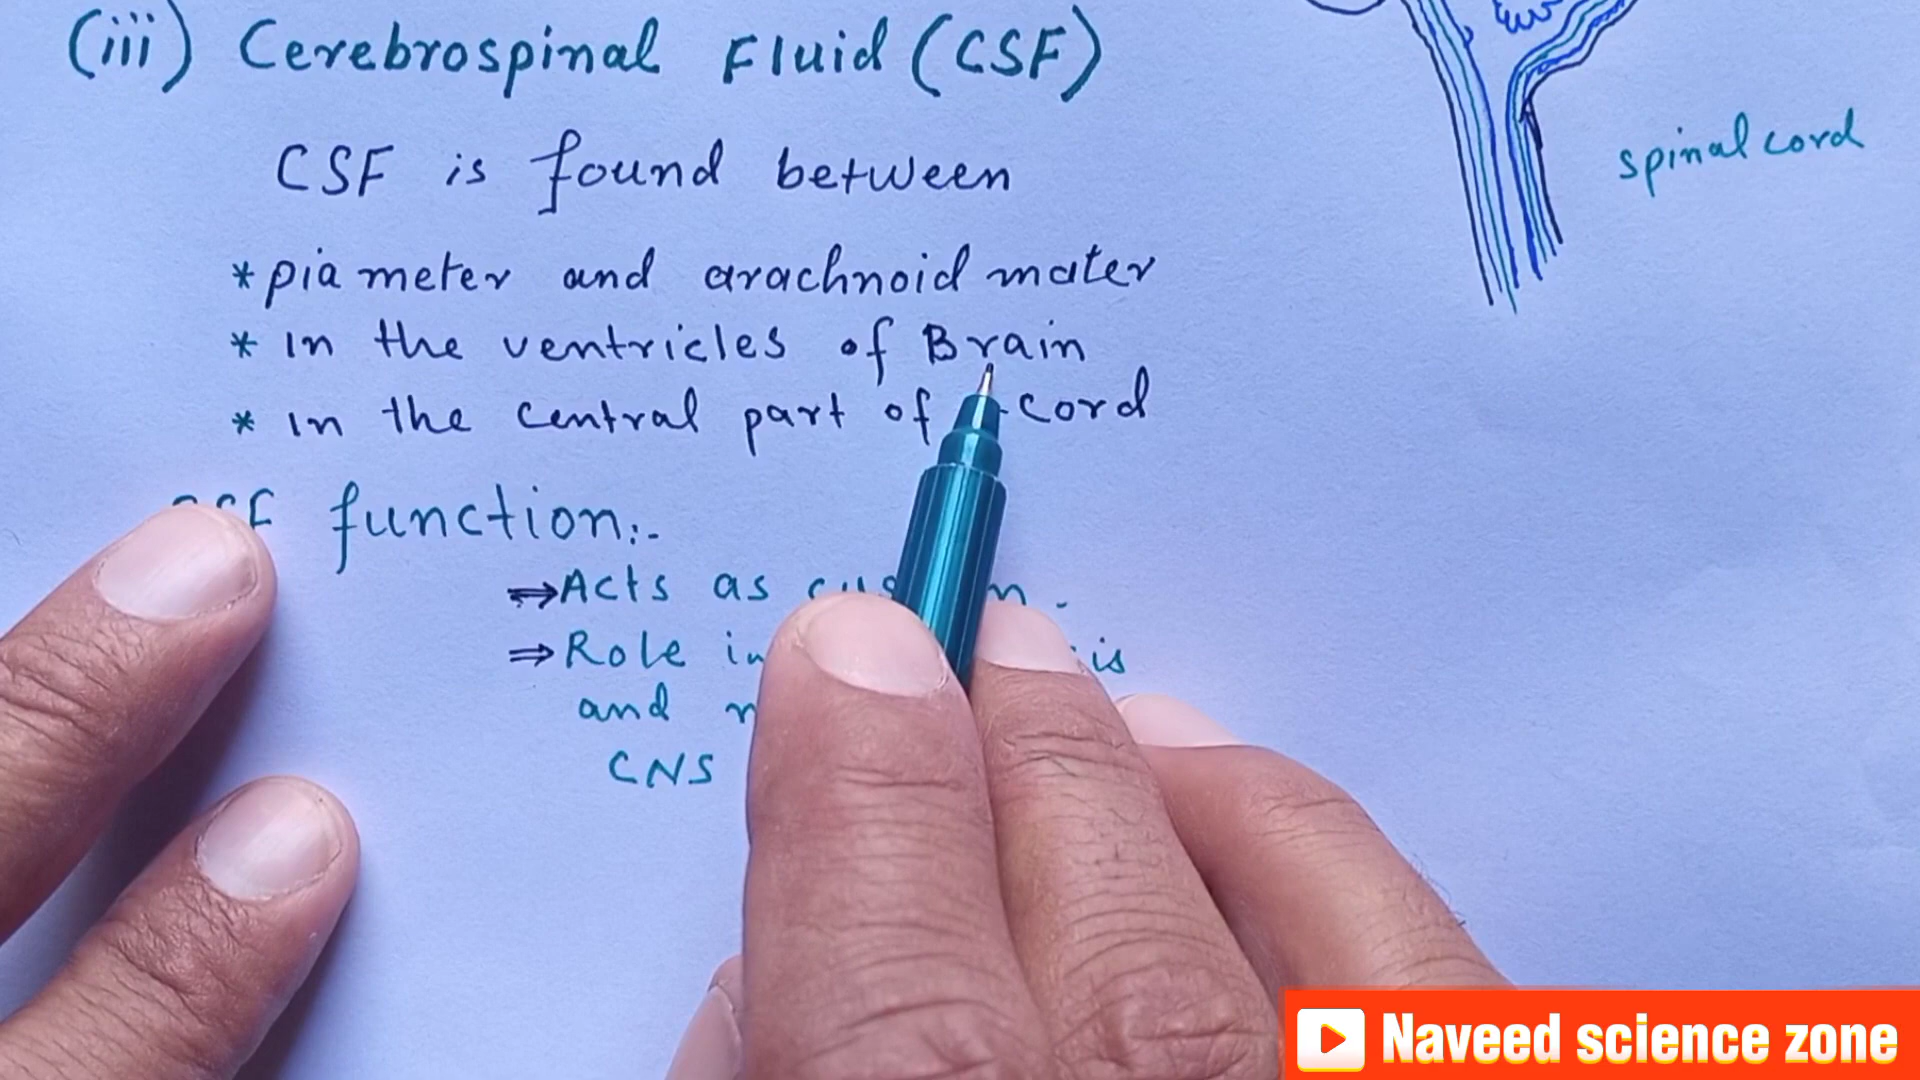 (iii) Cerebrospinal Fluid (CSF)
spinal cord
CSF is found between
* pia meter and arachnoid mater
* in the ventricles of Brain
* in the central part of cord
function:-
⇒ Acts as
⇒ Role
and
CNS
Naveed science zone